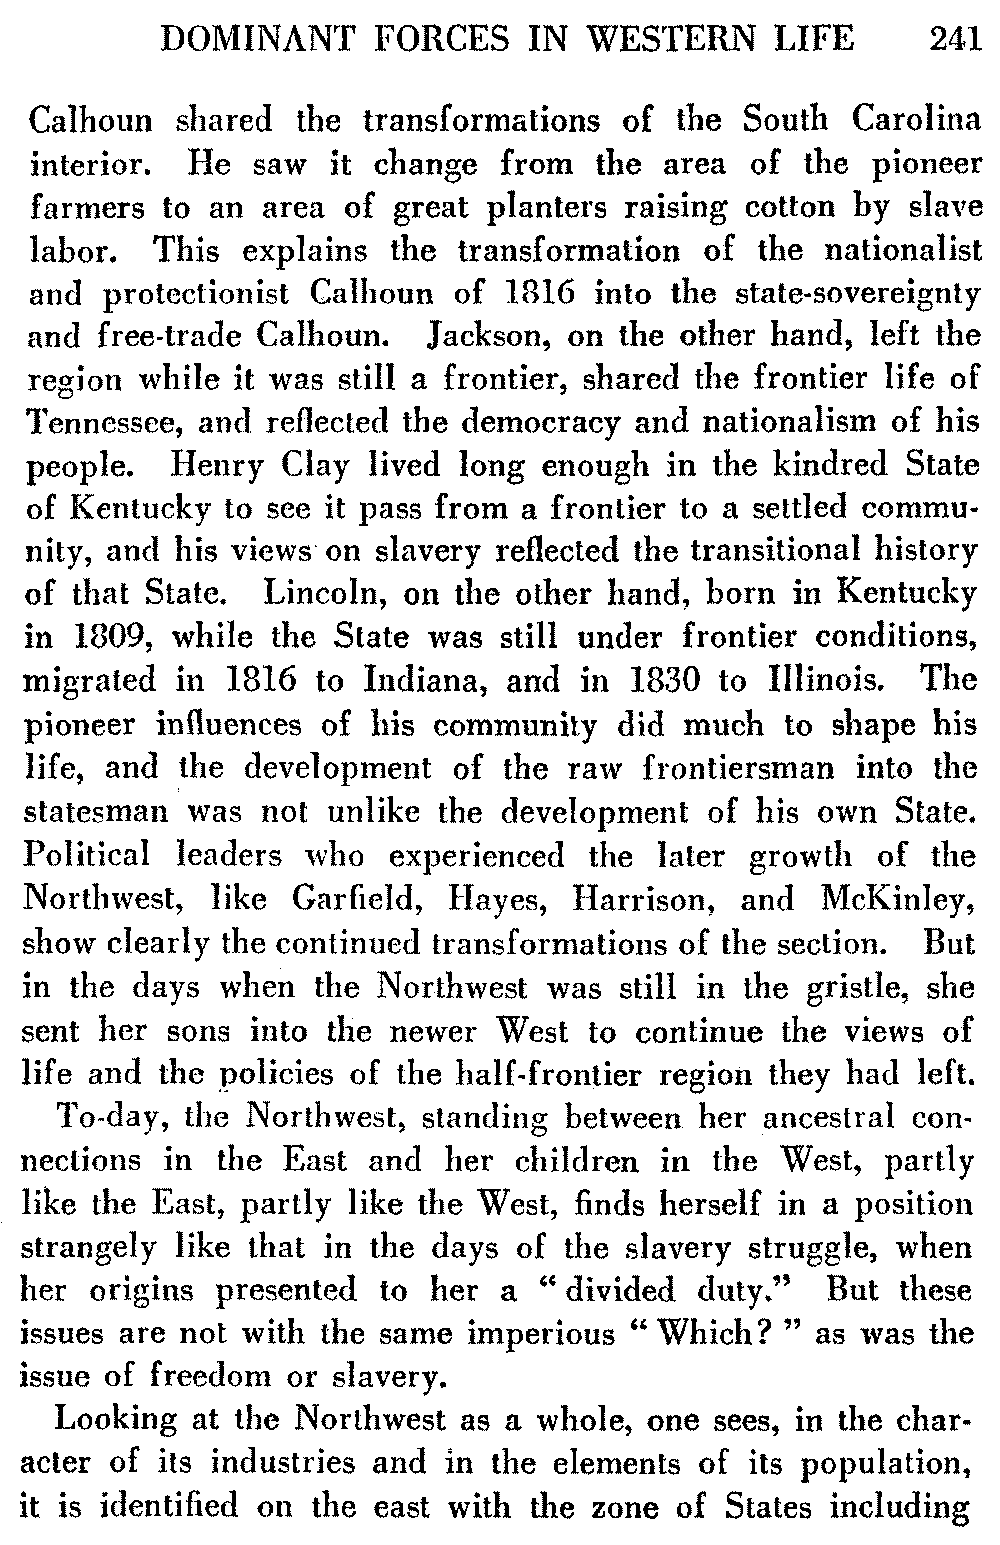 DOMINANT FORCES IN WESTERN LIFE 241
Calhoun shared the transformations of the South Carolina
interior. He saw it change from the area of the pioneer
farmers to an area of great planters raising cotton by slave
labor. This explains the transformation of the nationalist
and protectionist Calhoun of 1816 into the state-sovereignty
and free-trade Calhoun. Jackson, on the other hand, left the
region while it was still a frontier, shared the frontier life of
Tennessee, and reflected the democracy and nationalism of his
people. Henry Clay lived long enough in the kindred State
of Kentucky to see it pass from a frontier to a settled commu-
nity, and his views on slavery reflected the transitional history
of that State. Lincoln, on the other hand, born in Kentucky
in 1809, while the State was still under frontier conditions,
migrated in 1816 to Indiana, and in 1830 to Illinois. The
pioneer influences of his community did much to shape his
life, and the development of the raw frontiersman into the
statesman was not unlike the development of his own State.
Political leaders who experienced the later growth of the
Northwest, like Garfield, Hayes, Harrison, and McKinley,
show clearly the continued transformations of the section. But
in the days when the Northwest was still in the gristle, she
sent her sons into the newer West to continue the views of
life and the policies of the half-frontier region they had left.
To-day, the Northwest, standing between her ancestral con-
nections in the East and her children in the West, partly
like the East, partly like the West, finds herself in a position
strangely like that in the days of the slavery struggle, when
her origins presented to her a “ divided duty.” But these
issues are not with the same imperious “ Which? ” as was the
issue of freedom or slavery.
Looking at the Northwest as a whole, one sees, in the char-
acter of its industries and in the elements of its population,
it is identified on the east with the zone of States including